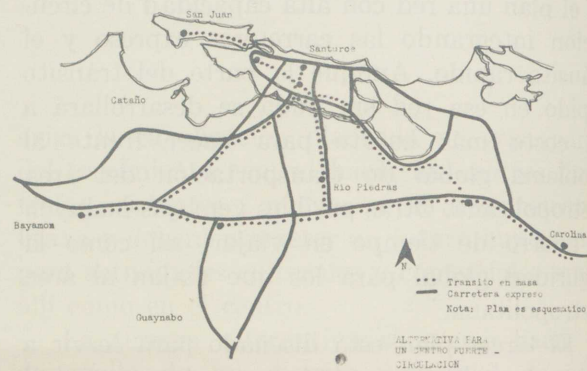 San Juan
Santurce
Cataño
Rio Piedras
Bayamon
Carolina
N
Transito en masa
Carretera expreso
Nota: Plan es esquematico
Guaynabo
ALTERNATIVA PAR
UN CENTRO FUERTE -
CIRCULACION